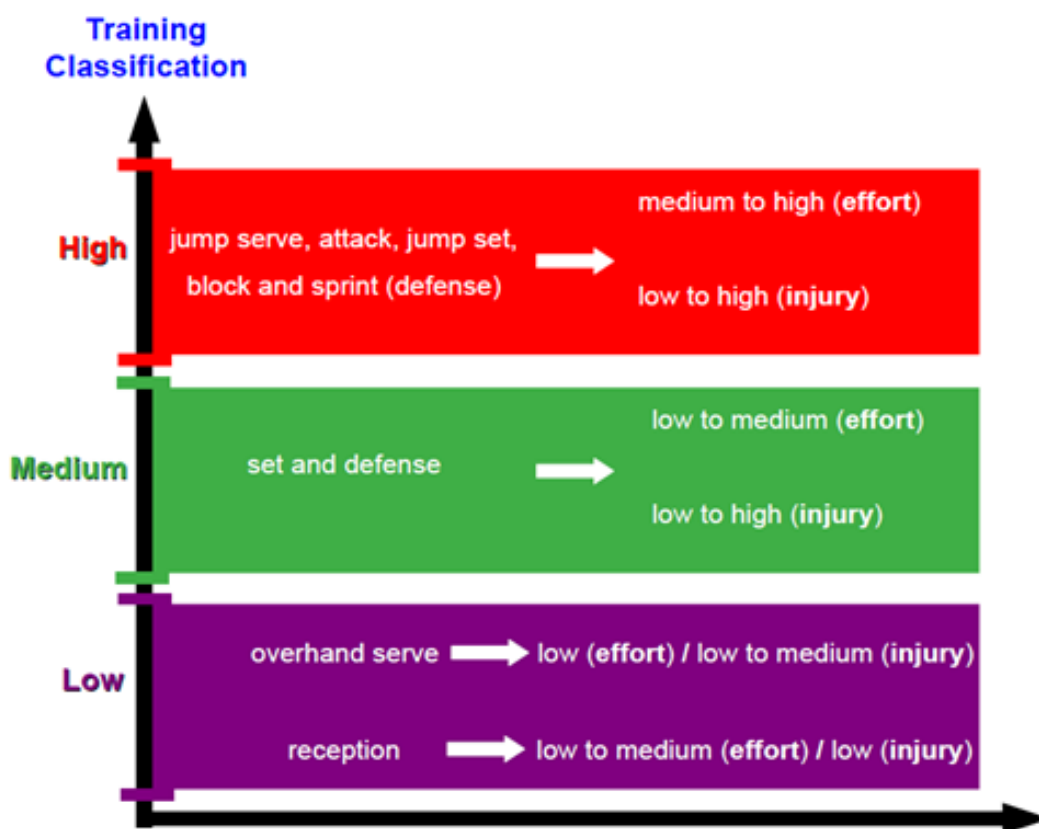 Training
Classification
High
jump serve, attack, jump set,
block and sprint (defense)
medium to high (effort)
low to high (injury)
Medium
set and defense
low to medium (effort)
low to high (injury)
Low
overhand serve
low (effort) / low to medium (injury)
reception
low to medium (effort) / low (injury)